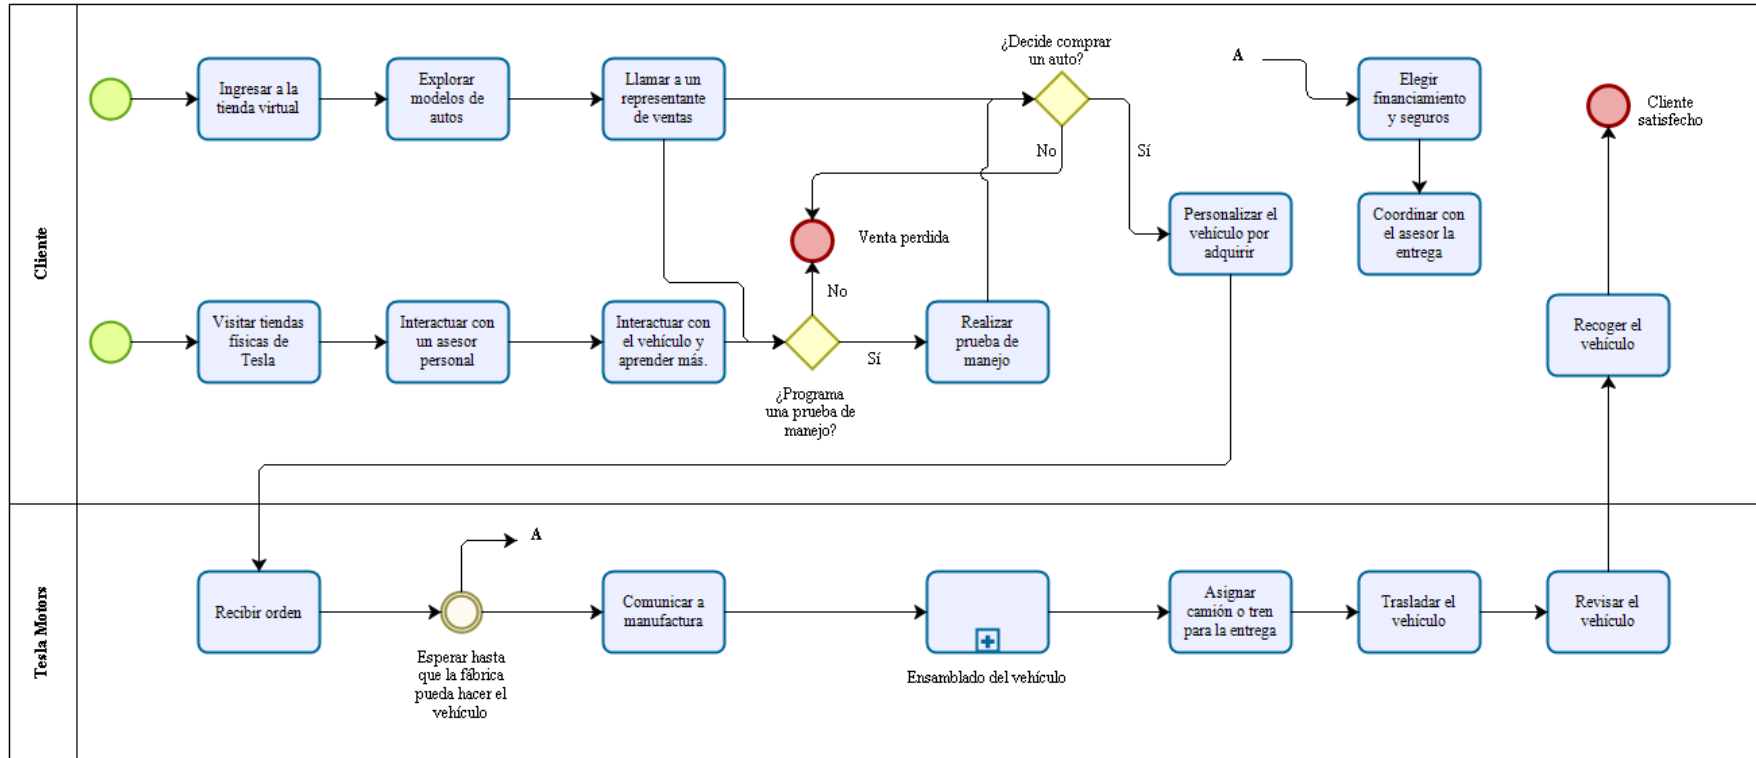 Cliente
Ingresar a la
tienda virtual
Explorar
modelos de
autos
Llamar a un
representante
de ventas
¿Decide comprar
un auto?
No
Sí
A
Elegir
financiamiento
y seguros
Cliente
satisfecho
Personalizar el
vehículo por
adquirir
Coordinar con
el asesor la
entrega
Venta perdida
No
Visitar tiendas
físicas de
Tesla
Interactuar con
un asesor
personal
Interactuar con
el vehículo y
aprender más.
¿Programa
una prueba de
manejo?
Sí
Realizar
prueba de
manejo
Recoger el
vehículo
Tesla Motors
Recibir orden
A
Esperar hasta
que la fábrica
pueda hacer el
vehículo
Comunicar a
manufactura
Ensamblado del vehículo
Asignar
camión o tren
para la entrega
Trasladar el
vehículo
Revisar el
vehículo